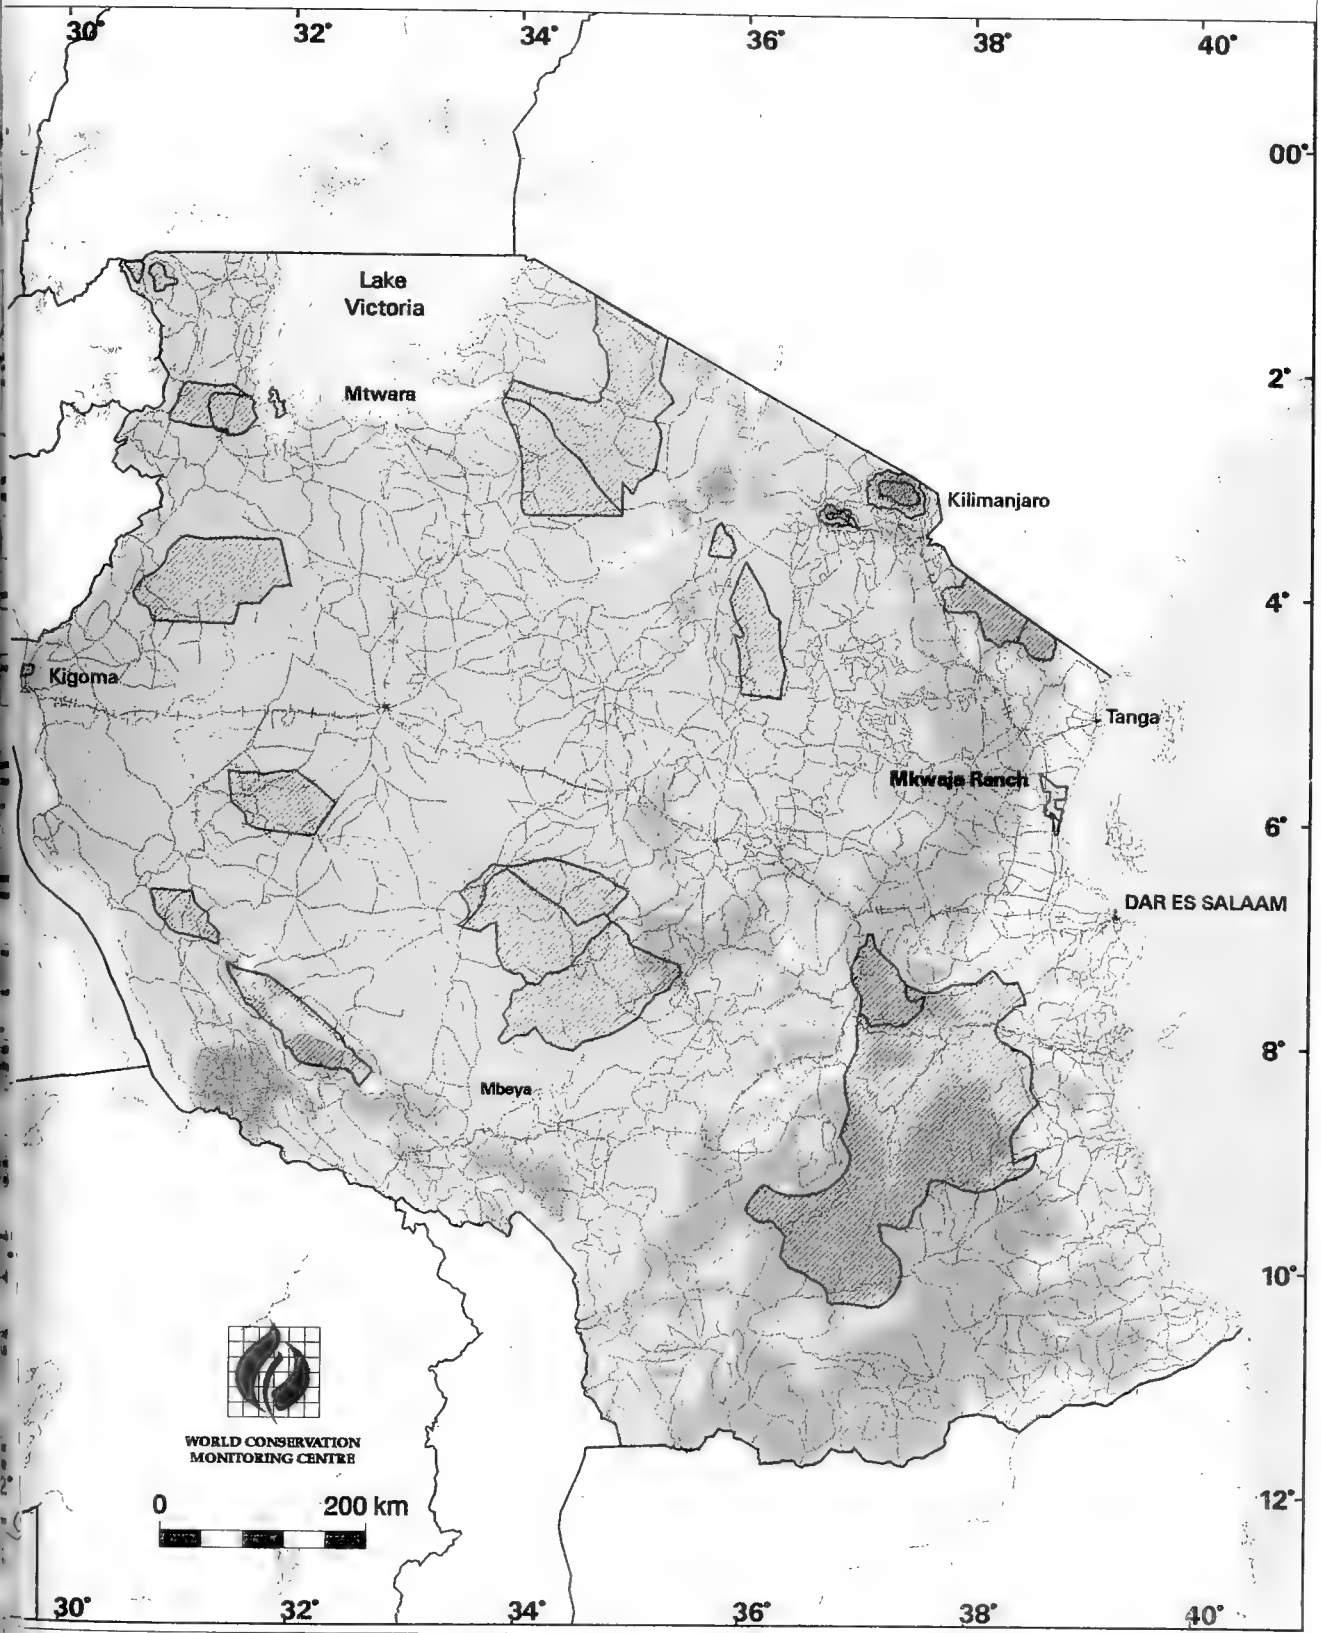 30° 32° 34° 36° 38° 40°
00°
Lake
Victoria
2°
Mtwara
Kilimanjaro
4°
Kigoma
Tanga
Mkwaja Ranch
6°
DAR ES SALAAM
8°
Mbeya
10°
WORLD CONSERVATION
MONITORING CENTRE
0 200 km
12°
30° 32° 34° 36° 38° 40°